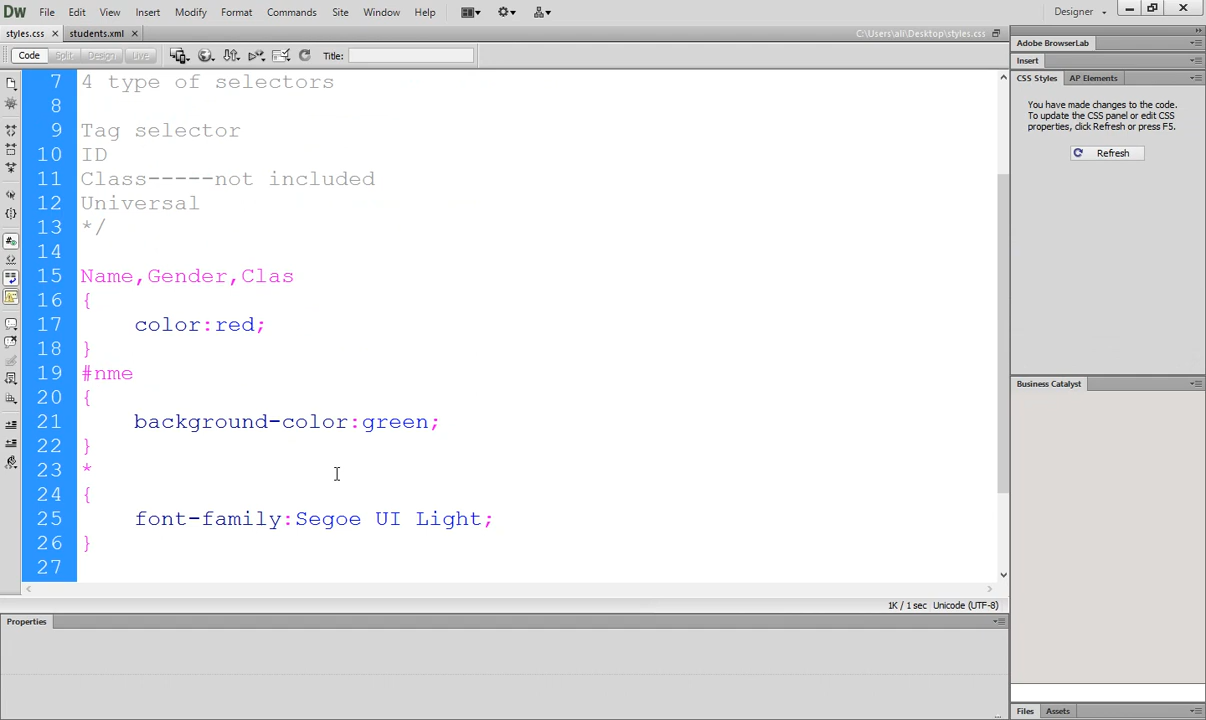 DW File Edit View Insert Modify Format Commands Site Window Help Designer
styles.css × students.xml × C:\Users\ali\Desktop\styles.css
Code Split Design Live Title:
7 4 type of selectors
8
9 Tag selector
10 ID
11 Class-----not included
12 Universal
13 */
14
15 Name,Gender,Clas
16 {
17 color:red;
18 }
19 #nme
20 {
21 background-color:green;
22 }
23 *
24 {
25 font-family:Segoe UI Light;
26 }
27
1K / 1 sec Unicode (UTF-8)
Properties
Adobe BrowserLab
Insert
CSS Styles AP Elements
You have made changes to the code.
To update the CSS panel or edit CSS
properties, click Refresh or press F5.
Refresh
Business Catalyst
Files Assets